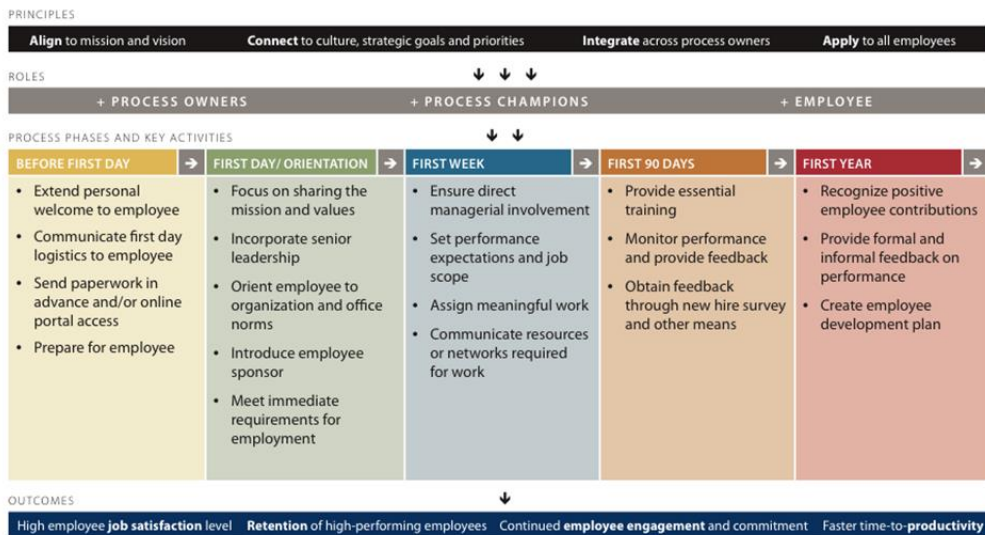 PRINCIPLES
Align to mission and vision Connect to culture, strategic goals and priorities Integrate across process owners Apply to all employees
ROLES
+ PROCESS OWNERS + PROCESS CHAMPIONS + EMPLOYEE
PROCESS PHASES AND KEY ACTIVITIES
BEFORE FIRST DAY
• Extend personal
welcome to employee
• Communicate first day
logistics to employee
• Send paperwork in
advance and/or online
portal access
• Prepare for employee
FIRST DAY/ ORIENTATION
• Focus on sharing the
mission and values
• Incorporate senior
leadership
• Orient employee to
organization and office
norms
• Introduce employee
sponsor
• Meet immediate
requirements for
employment
FIRST WEEK
• Ensure direct
managerial involvement
• Set performance
expectations and job
scope
• Assign meaningful work
• Communicate resources
or networks required
for work
FIRST 90 DAYS
• Provide essential
training
• Monitor performance
and provide feedback
• Obtain feedback
through new hire survey
and other means
FIRST YEAR
• Recognize positive
employee contributions
• Provide formal and
informal feedback on
performance
• Create employee
development plan
OUTCOMES
High employee job satisfaction level Retention of high-performing employees Continued employee engagement and commitment Faster time-to-productivity